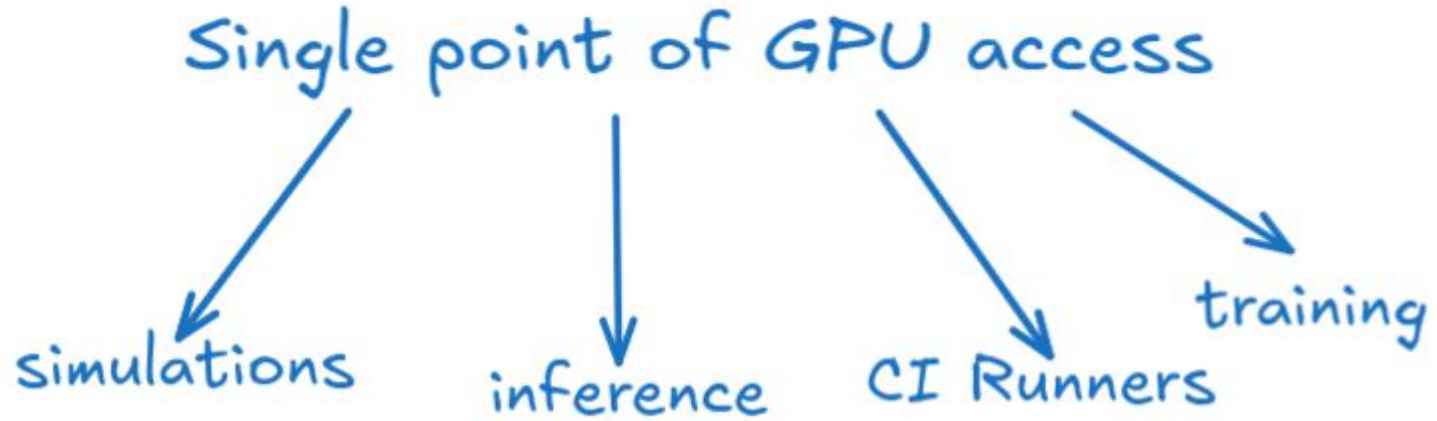 Single point of GPU access
simulations
inference
CI Runners
training